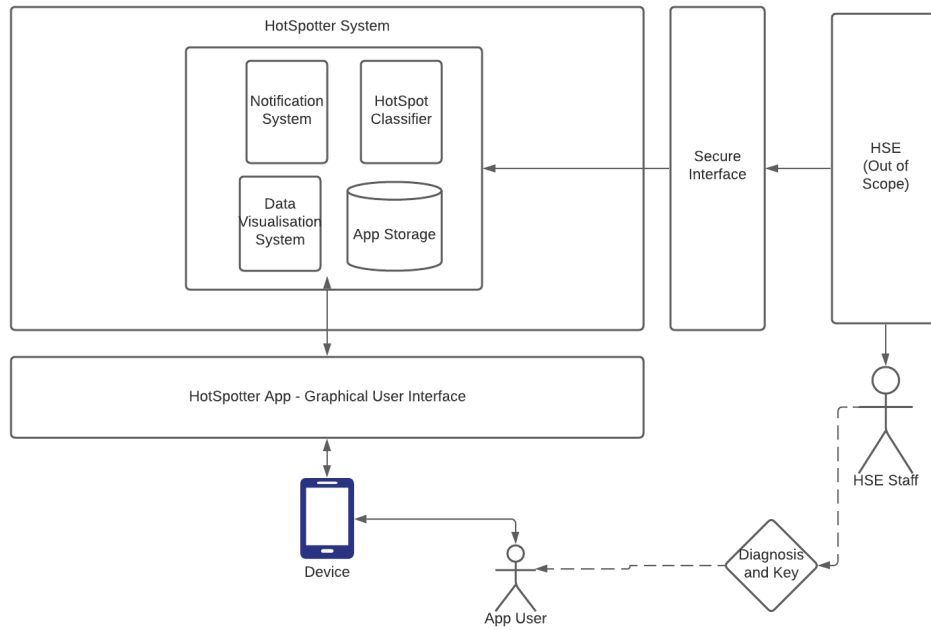 HotSpotter System
Notification
System
HotSpot
Classifier
Data
Visualisation
System
App Storage
Secure
Interface
HSE
(Out of
Scope)
HotSpotter App - Graphical User Interface
HSE Staff
Device
Diagnosis
and Key
App User